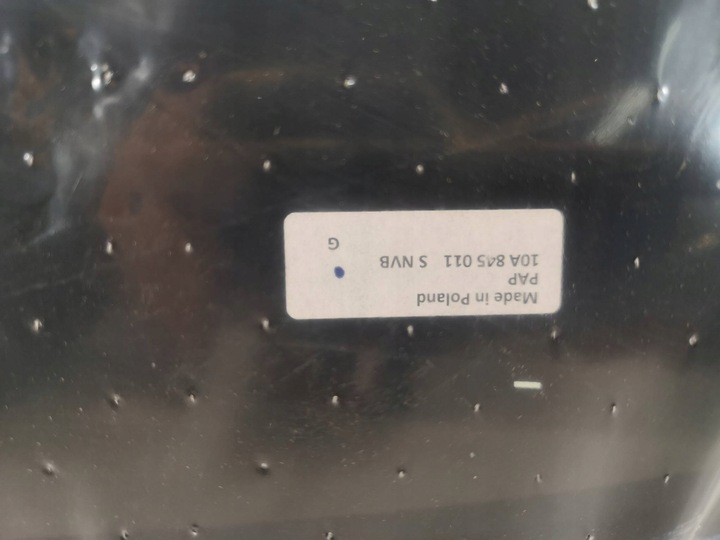 Made in Poland
PAP
10A 845 011 S NVB
G